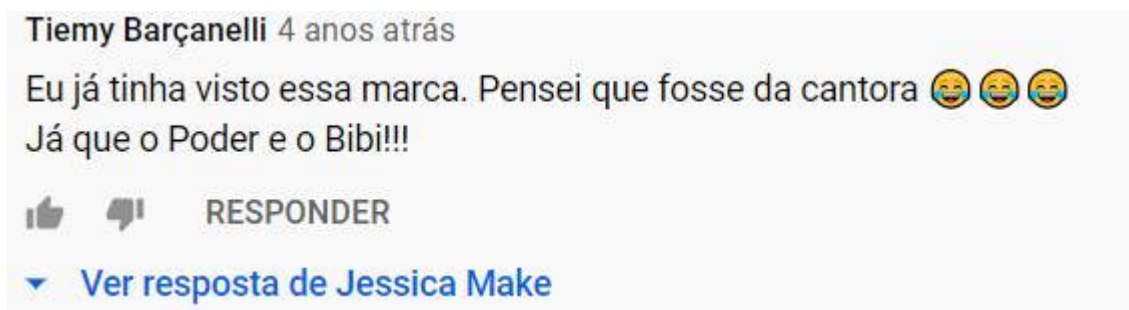 Tiemy Barçanelli 4 anos atrás
Eu já tinha visto essa marca. Pensei que fosse da cantora 😂😂😂
Já que o Poder e o Bibi!!!
RESPONDER
Ver resposta de Jessica Make